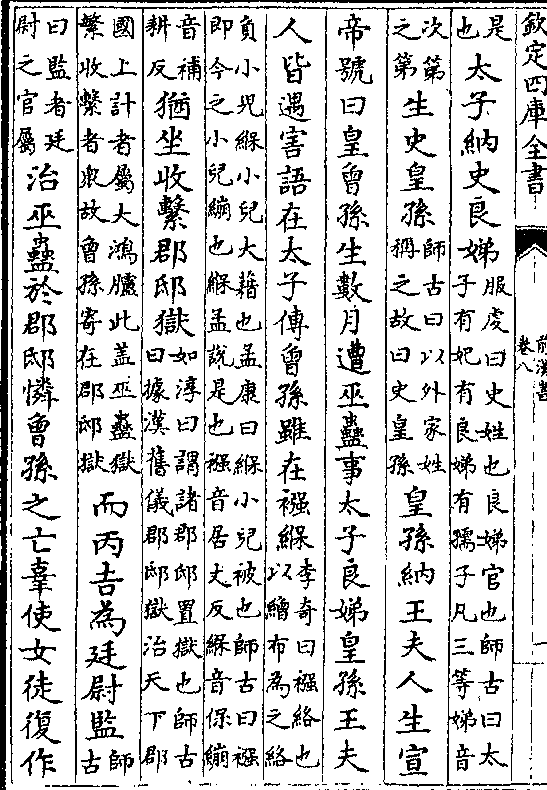 欽定四庫全書
前漢書
卷八
一
是也太子納史良娣服虔曰史姓也良娣官也師古曰太子有妃有良娣有孺子凡三等娣音
次第之第生史皇孫師古曰以外家姓稱之故曰史皇孫皇孫納王夫人生宣
帝號曰皇曾孫生數月遭巫蠱事太子良娣皇孫王夫
人皆遇害語在太子傳曾孫雖在襁緥李奇曰襁絡也以繒布為之絡
負小兒緥小兒大藉也孟康曰緥小兒被也師古曰襁即今之小兒繃也緥孟說是也襁音居丈反緥音保繃
音補耕反猶坐收繫郡邸獄如淳曰謂諸郡邸置獄也師古曰據漢舊儀郡邸獄治天下郡
國上計者屬大鴻臚此盖巫蠱獄繁收繫者衆故曾孫寄在郡邸獄而丙吉為廷尉監師古
曰監者廷尉之官屬治巫蠱於郡邸憐曾孫之亡辜使女徒復作